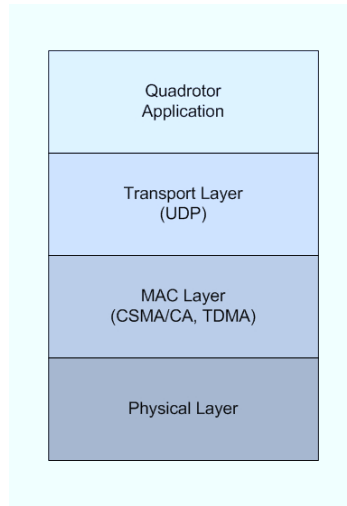 Quadrotor
Application
Transport Layer
(UDP)
MAC Layer
(CSMA/CA, TDMA)
Physical Layer